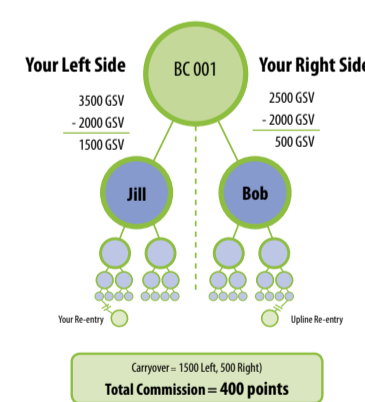 Your Left Side
BC 001
Your Right Side
3500 GSV
- 2000 GSV
1500 GSV
2500 GSV
- 2000 GSV
500 GSV
Jill
Bob
Your Re-entry
Upline Re-entry
Carryover = 1500 Left, 500 Right)
Total Commission = 400 points